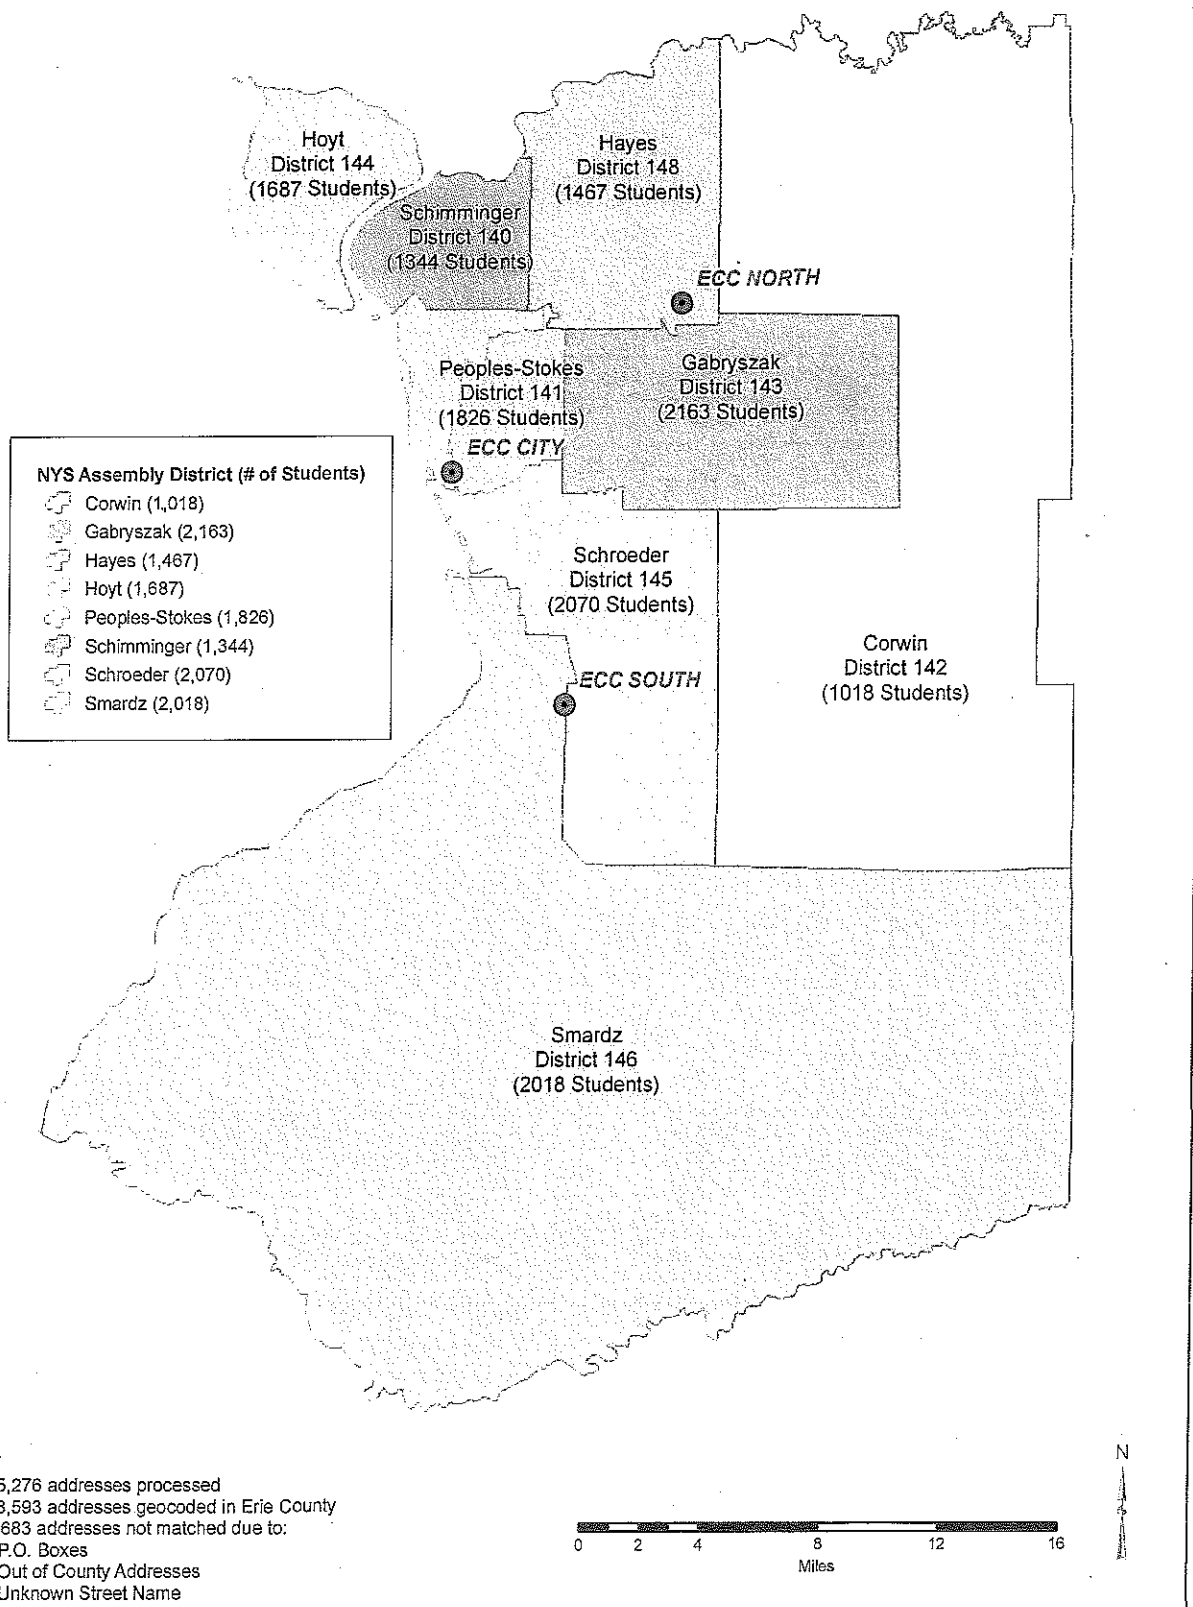 Hoyt
District 144
(1687 Students)
Hayes
District 148
(1467 Students)
Schimminger
District 140
(1344 Students)
ECC NORTH
Peoples-Stokes
District 141
(1826 Students)
Gabryszak
District 143
(2163 Students)
ECC CITY
NYS Assembly District (# of Students)
Corwin (1,018)
Gabryszak (2,163)
Hayes (1,467)
Hoyt (1,687)
Peoples-Stokes (1,826)
Schimminger (1,344)
Schroeder (2,070)
Smardz (2,018)
Schroeder
District 145
(2070 Students)
Corwin
District 142
(1018 Students)
ECC SOUTH
Smardz
District 146
(2018 Students)
5,276 addresses processed
3,593 addresses geocoded in Erie County
683 addresses not matched due to:
P.O. Boxes
Out of County Addresses
Unknown Street Name
N
0 2 4 8 12 16
Miles